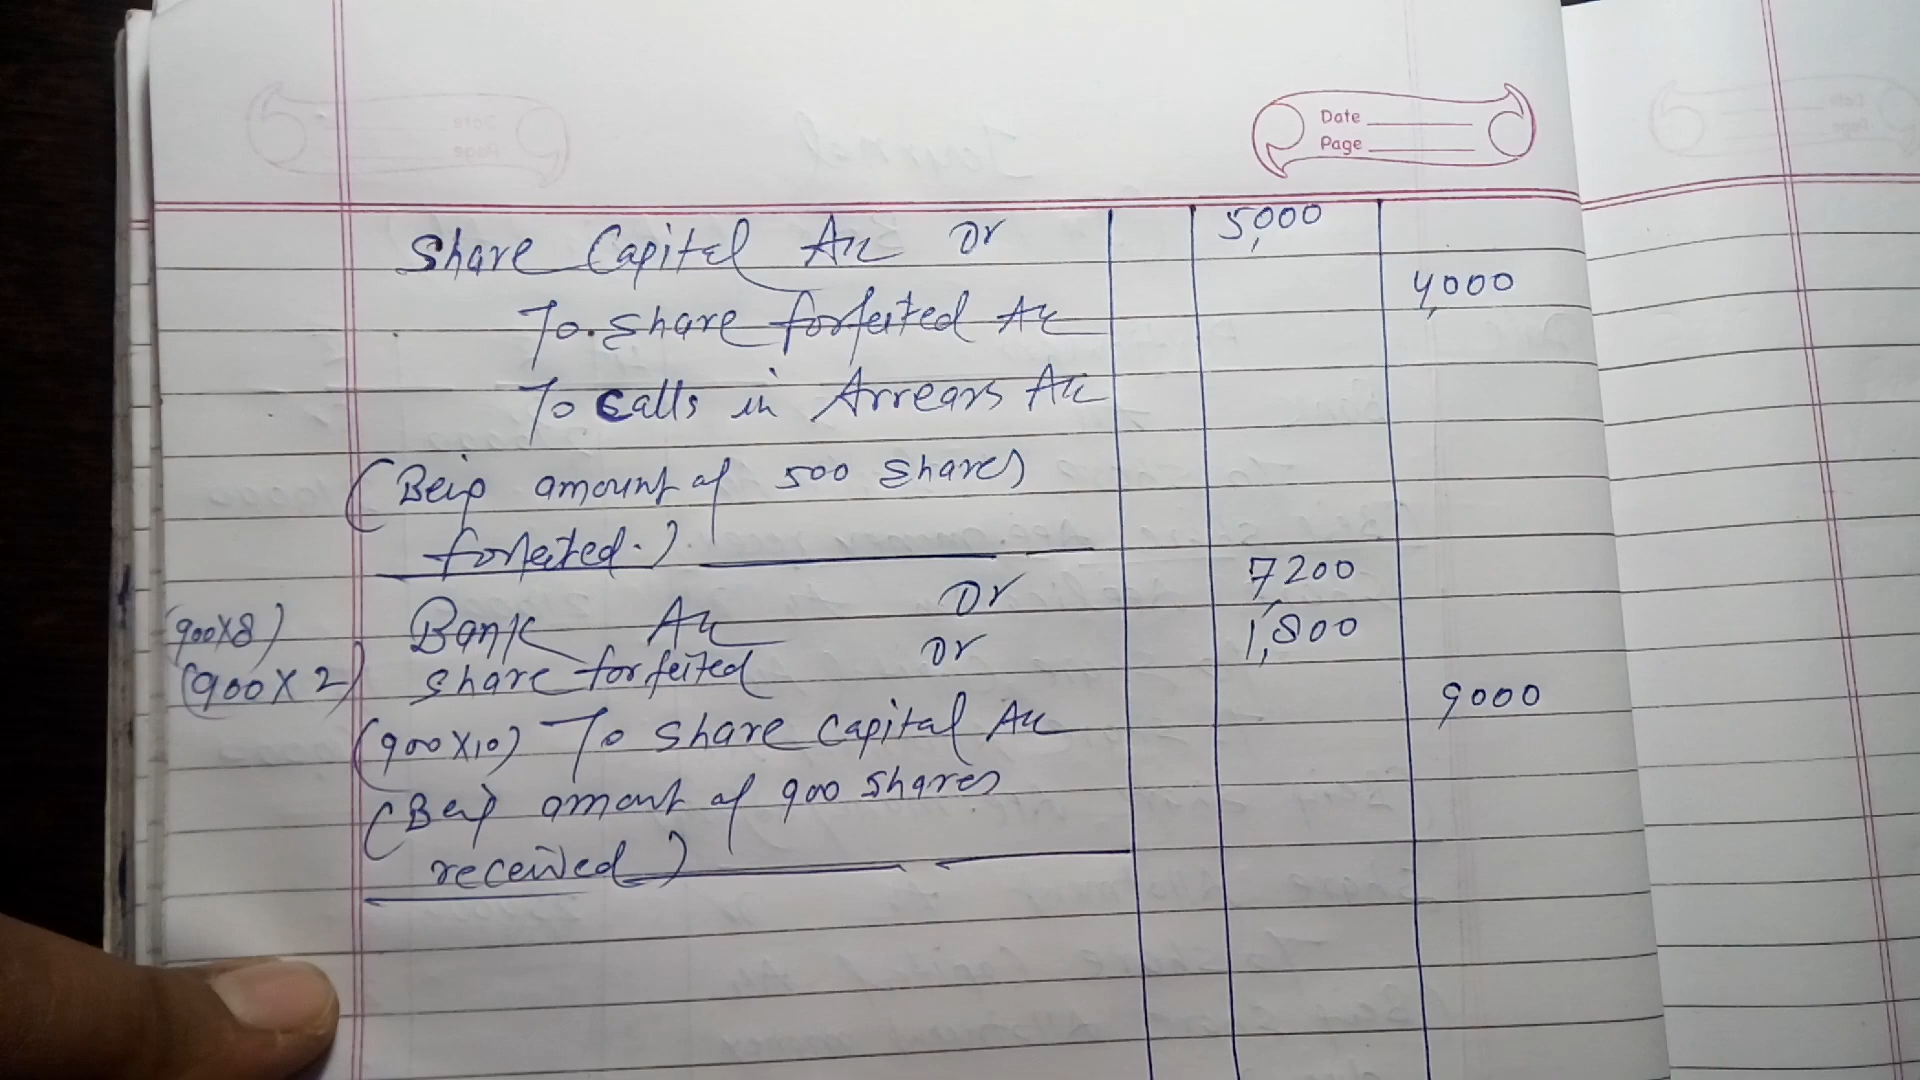 Date
Page
Share Capital A/c Dr 5,000
To share forfeited A/c 4,000
To Calls in Arrears A/c
(Being amount of 500 shares
forfeited.)
(900X8) Bank A/c Dr 7,200
(900X2) share forfeited Dr 1,800
(900X10) To share capital A/c 9000
(Being amount of 900 shares
received)